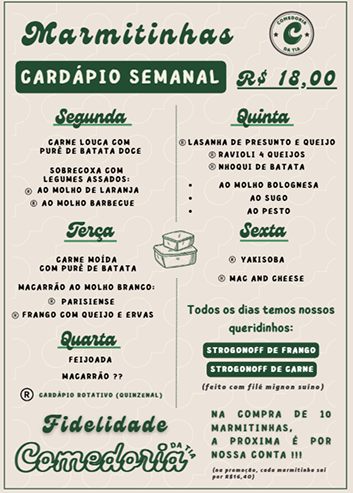 Marmitinhas
COMEDORIA
C
DA TIA
CARDÁPIO SEMANAL
R$ 18,00
Segunda
CARNE LOUCA COM
PURÊ DE BATATA DOCE
SOBRECOXA COM
LEGUMES ASSADOS:
® AO MOLHO DE LARANJA
® AO MOLHO BARBECUE
Terça
CARNE MOÍDA
COM PURÊ DE BATATA
MACARRÃO AO MOLHO BRANCO:
® PARISIENSE
® FRANGO COM QUEIJO E ERVAS
Quarta
FEIJOADA
MACARRÃO ??
® CARDÁPIO ROTATIVO (QUINZENAL)
Quinta
® LASANHA DE PRESUNTO E QUEIJO
® RAVIOLI 4 QUEIJOS
® NHOQUI DE BATATA
• AO MOLHO BOLOGNESA
• AO SUGO
• AO PESTO
Sexta
® YAKISOBA
® MAC AND CHEESE
Todos os dias temos nossos
queridinhos:
STROGONOFF DE FRANGO
STROGONOFF DE CARNE
(feito com filé mignon suíno)
Fidelidade
Comedoria DA TIA
NA COMPRA DE 10
MARMITINHAS,
A PROXIMA É POR
NOSSA CONTA !!!
(na promoção, cada marmitinha sai
por R$16,40)